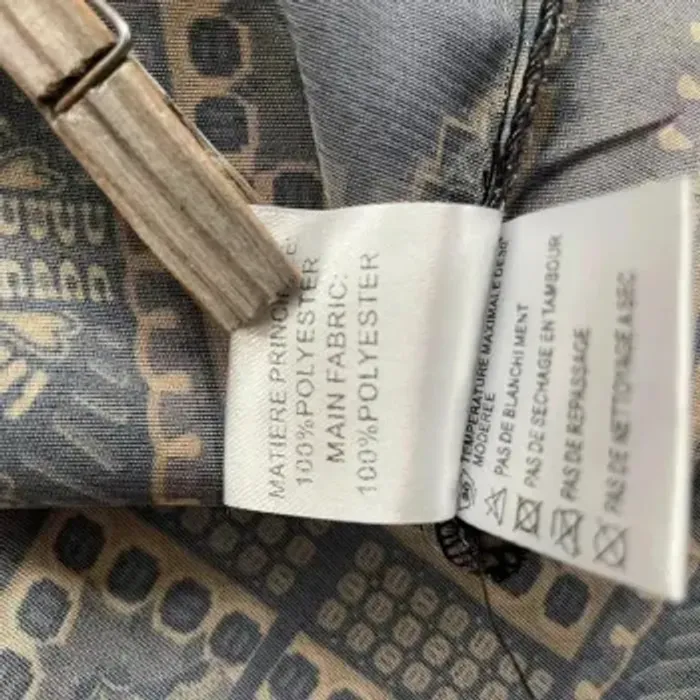 MATIERE PRINCIPALE
100%POLYESTER
MAIN FABRIC:
100%POLYESTER
TEMPERATURE MAXIMALE DE 30°
MODEREE
PAS DE BLANCHIMENT
PAS DE SECHAGE EN TAMBOUR
PAS DE REPASSAGE
PAS DE NETTOYAGE A SEC